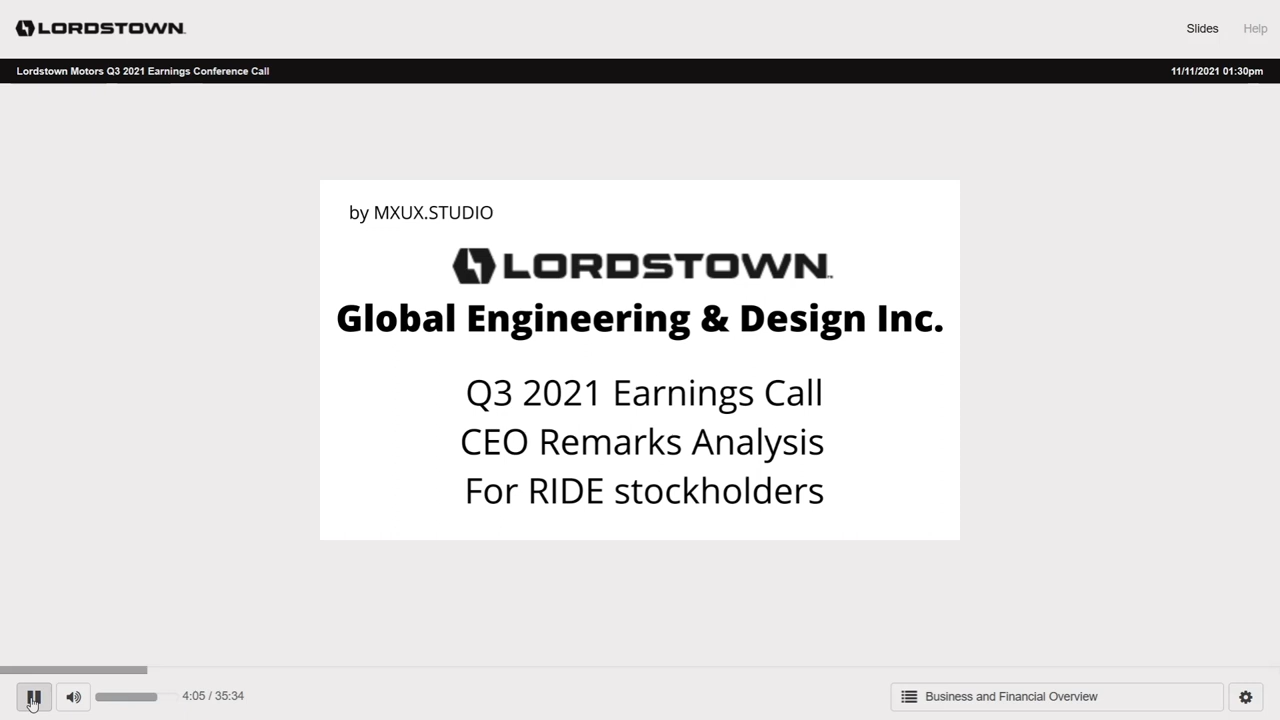 LORDSTOWN
Slides
Help
Lordstown Motors Q3 2021 Earnings Conference Call
11/11/2021 01:30pm
by MXUX.STUDIO
LORDSTOWN
Global Engineering & Design Inc.
Q3 2021 Earnings Call
CEO Remarks Analysis
For RIDE stockholders
4:05 / 35:34
Business and Financial Overview